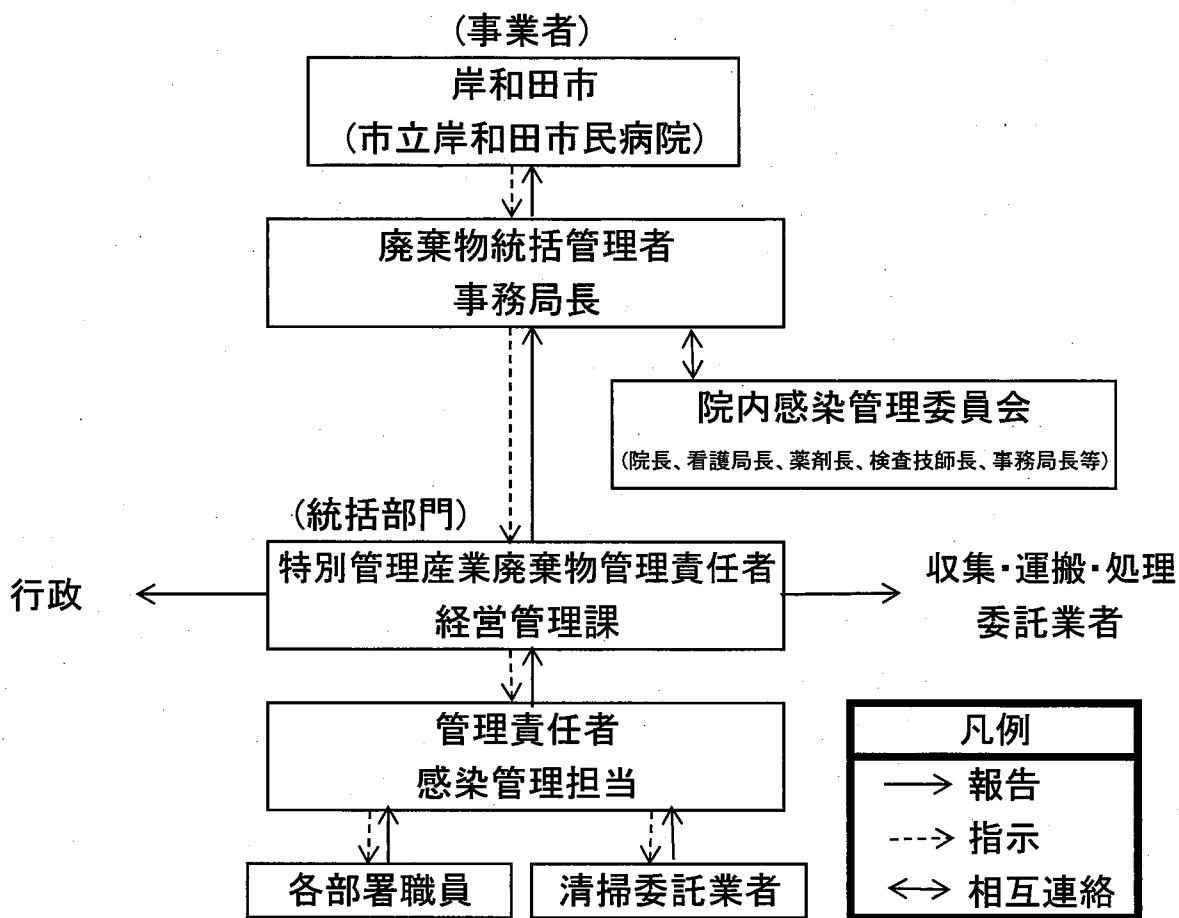 (事業者)
岸和田市
(市立岸和田市民病院)
廃棄物統括管理者
事務局長
院内感染管理委員会
(院長、看護局長、薬剤長、検査技師長、事務局長等)
(統括部門)
特別管理産業廃棄物管理責任者
経営管理課
行政
収集・運搬・処理
委託業者
管理責任者
感染管理担当
各部署職員
清掃委託業者
凡例
報告
指示
相互連絡